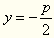 y = −p/2